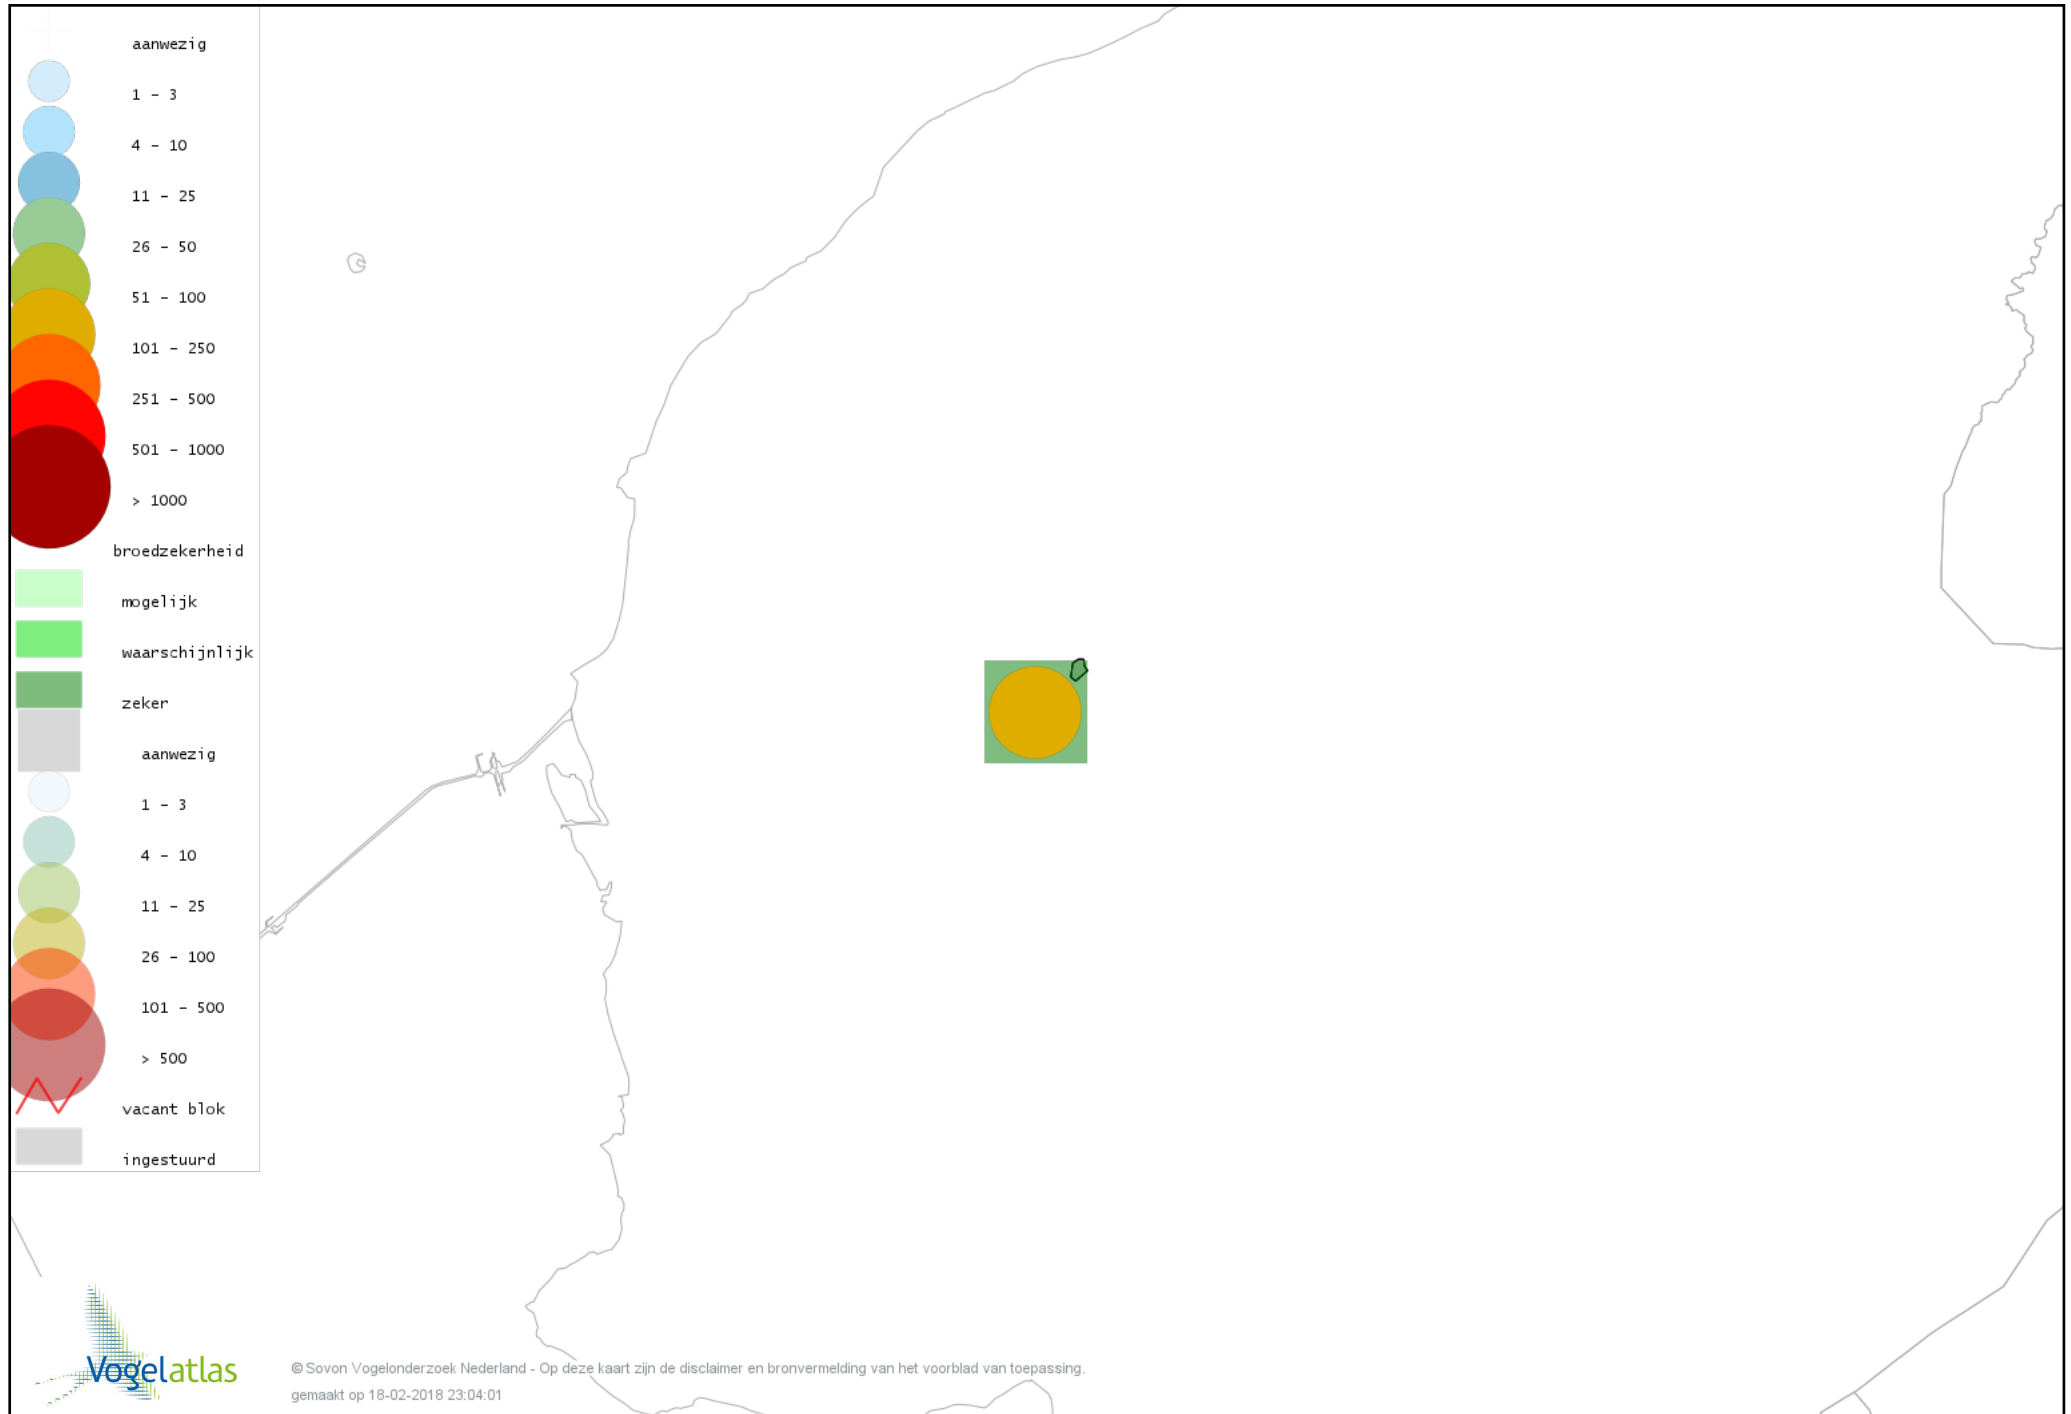 aanwezig
1 - 3
4 - 10
11 - 25
26 - 50
51 - 100
101 - 250
251 - 500
501 - 1000
> 1000
broedzekerheid
mogelijk
waarschijnlijk
zeker
aanwezig
1 - 3
4 - 10
11 - 25
26 - 100
101 - 500
> 500
vacant blok
ingestuurd
Vogelatlas
© Sovon Vogelonderzoek Nederland - Op deze kaart zijn de disclaimer en bronvermelding van het voorblad van toepassing.
gemaakt op 18-02-2018 23:04:01